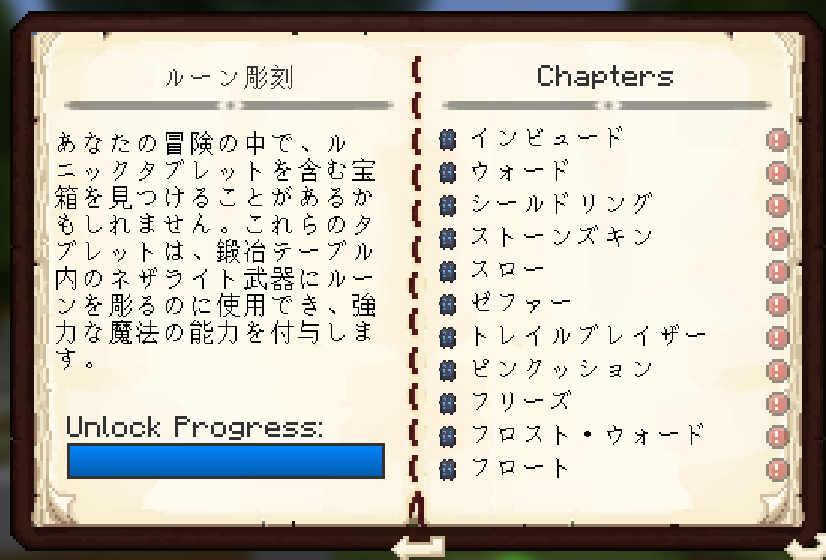 ルーン彫刻
あなたの冒険の中で、ル
ニックタブレットを含む宝
箱を見つけることがあるか
もしれません。これらのタ
ブレットは、鍛冶テーブル
内のネザライト武器にルー
ンを彫るのに使用でき、強
力な魔法の能力を付与しま
す。
Unlock Progress:
Chapters
インビュード
ウォード
シールドリング
ストーンズキン
スロー
ゼファー
トレイルブレイザー
ピンクッション
フリーズ
フロスト・ウォード
フロート